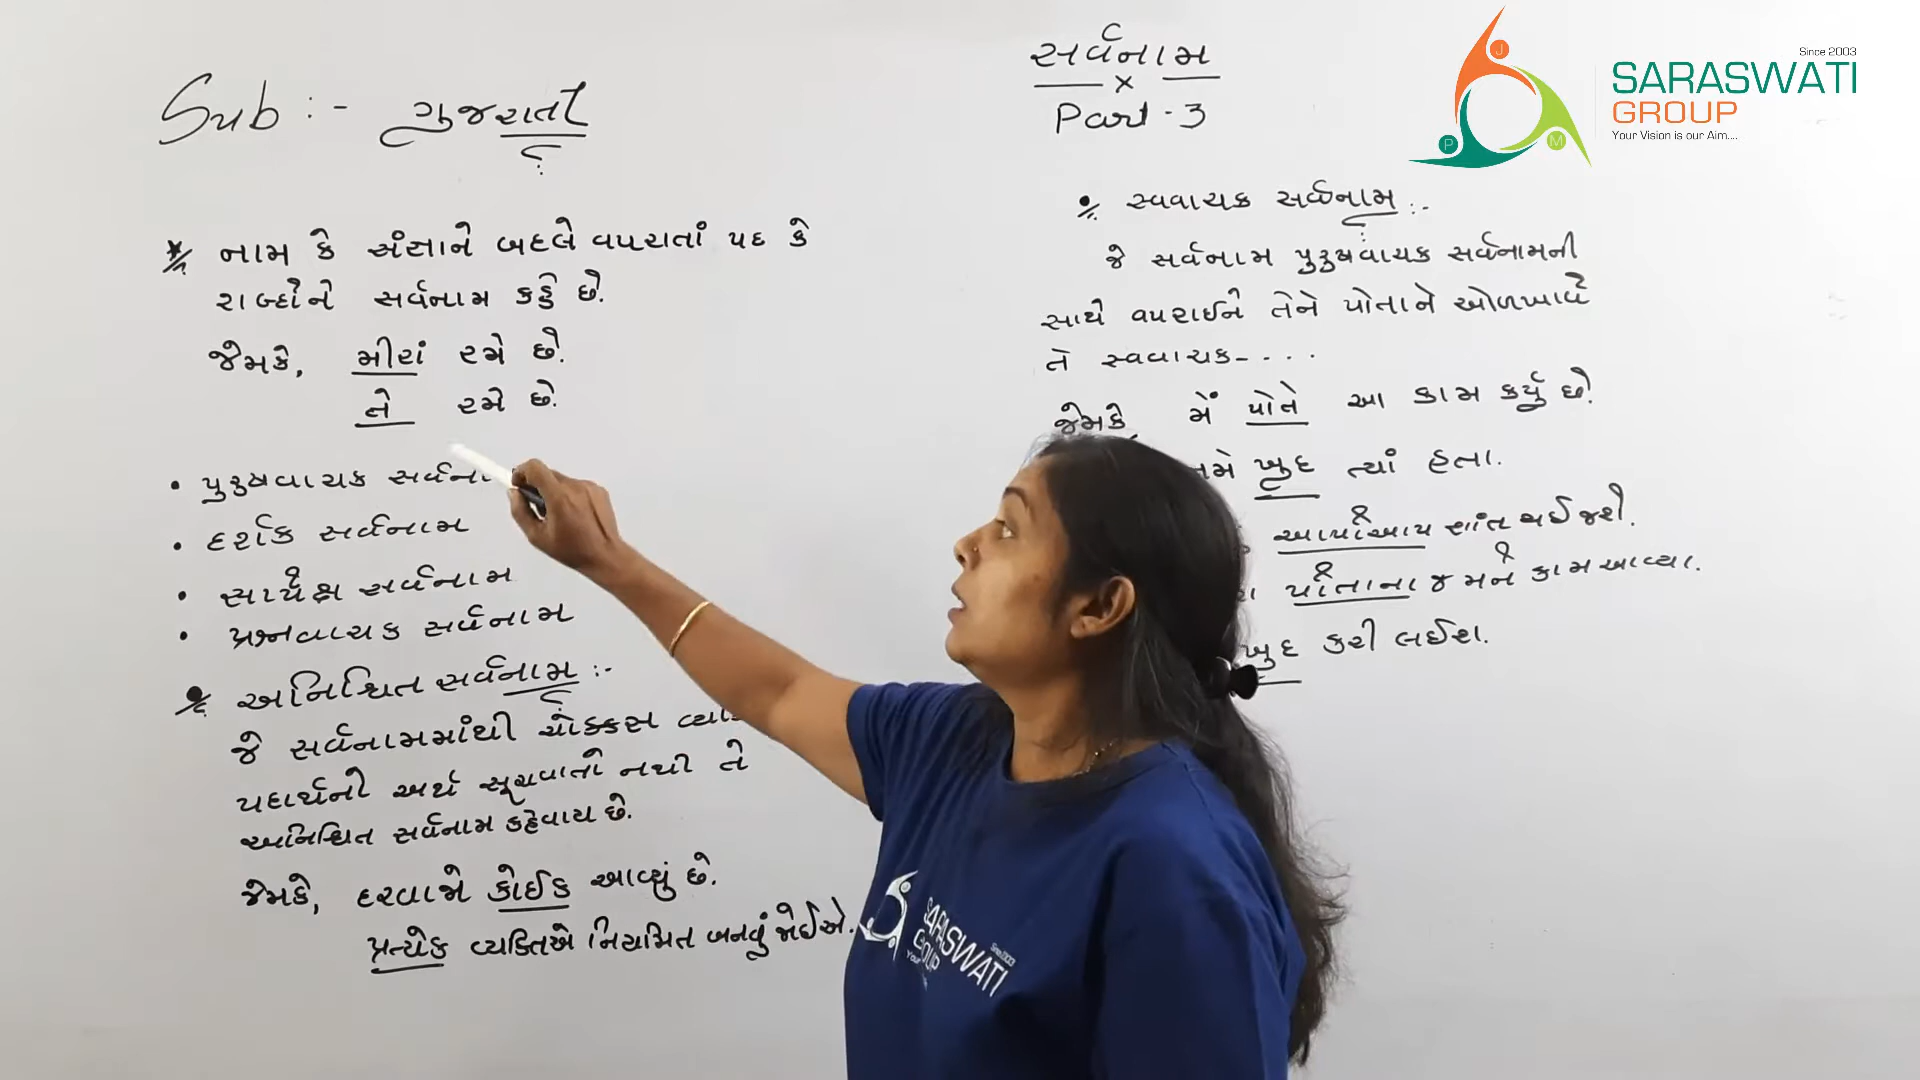 Sub :- ગુજરાતી
* નામ કે સંજ્ઞાને બદલે વપરાતાં પદ કે
શબ્દોને સર્વનામ કહે છે.
જેમકે, મીરાં રમે છે.
તે રમે છે.
• પુરુષવાચક
• દર્શક સર્વનામ
• સાપેક્ષ સર્વનામ
• પ્રશ્નવાચક સર્વનામ
• અનિશ્ચિત સર્વનામ :-
જે સર્વનામમાંથી ચોક્કસ
પદાર્થનો અર્થ સૂચવાતો નથી તે
અનિશ્ચિત સર્વનામ કહેવાય છે.
જેમકે, દરવાજે કોઈક આવ્યું છે.
પ્રત્યેક વ્યક્તિએ નિયમિત બનવું જોઈએ.
સર્વનામ
×
Part - 3
• સ્વવાચક સર્વનામ :-
જે સર્વનામ પુરુષવાચક સર્વનામની
સાથે વપરાઈને તેને પોતાને ઓળખાવે
તે સ્વવાચક- . . .
જેમકે મેં પોતે આ કામ કર્યું છે.
ખુદ ત્યાં હતા.
આપોઆપ શાંત થઈ જશે.
પોતાના જ મને કામ આવ્યા.
ખુદ કરી લઈશ.
Since 2003
SARASWATI
GROUP
Your Vision is our Aim....
J
P
M
SARASWATI
GROUP